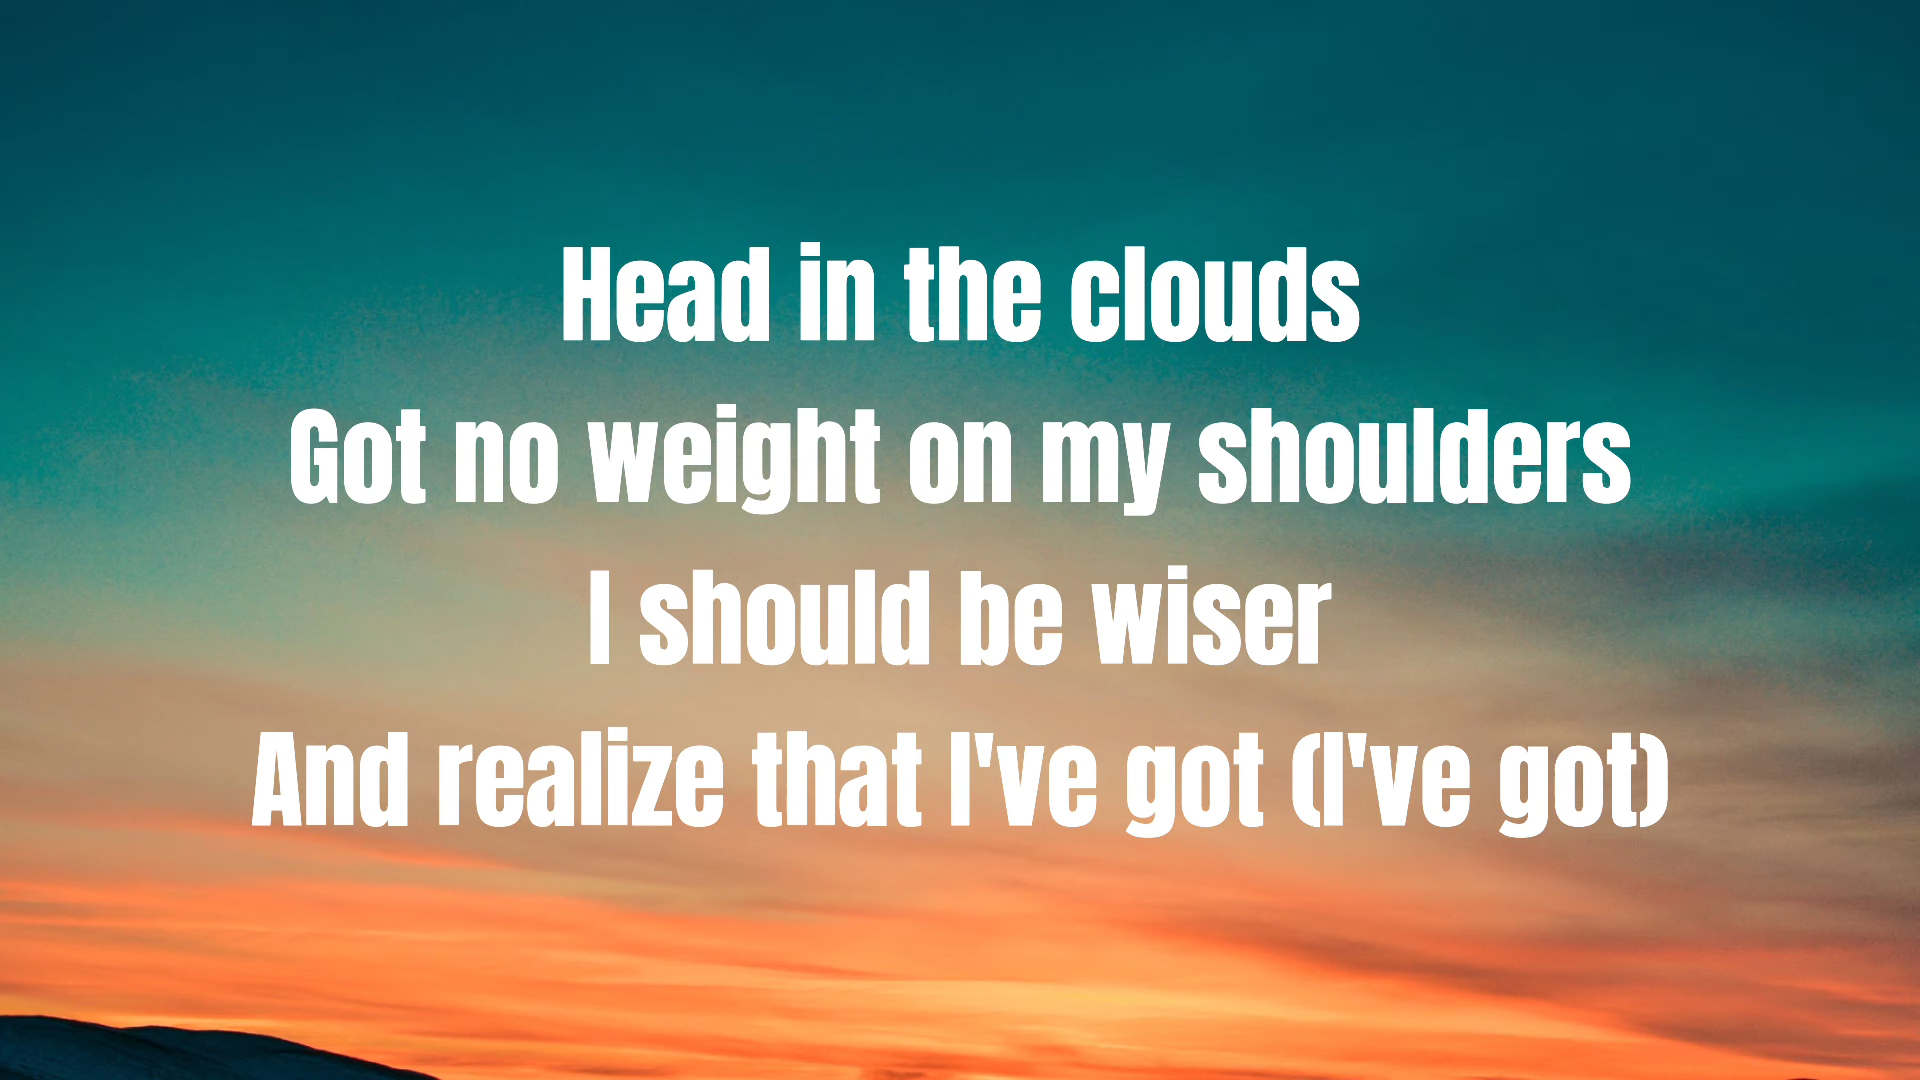 Head in the clouds
Got no weight on my shoulders
I should be wiser
And realize that I've got (I've got)